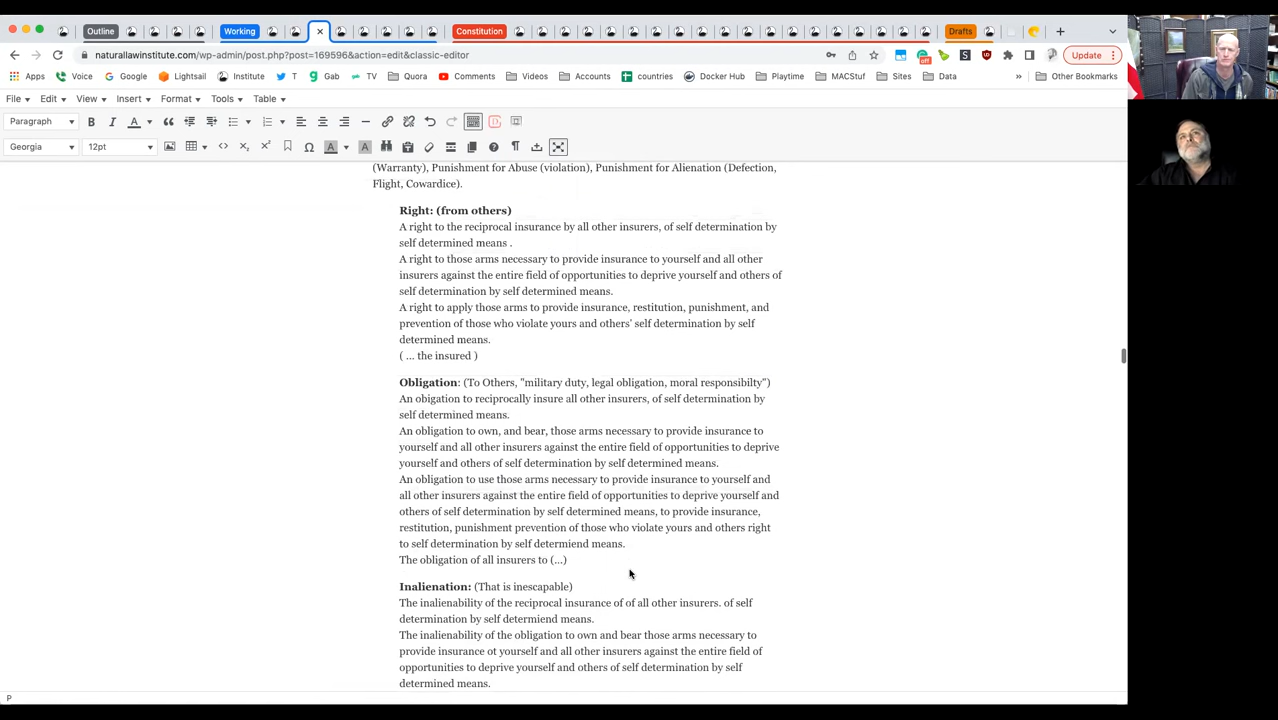 Outline
Working
Constitution
Drafts
naturallawinstitute.com/wp-admin/post.php?post=169596&action=edit&classic-editor
Update
Apps Voice Google Lightsail Institute T Gab TV Quora Comments Videos Accounts countries Docker Hub Playtime MACStuf Sites Data » Other Bookmarks
File Edit View Insert Format Tools Table
Paragraph B I A
Georgia 12pt A A
(Warranty), Punishment for Abuse (violation), Punishment for Alienation (Defection,
Flight, Cowardice).
Right: (from others)
A right to the reciprocal insurance by all other insurers, of self determination by
self determined means .
A right to those arms necessary to provide insurance to yourself and all other
insurers against the entire field of opportunities to deprive yourself and others of
self determination by self determined means.
A right to apply those arms to provide insurance, restitution, punishment, and
prevention of those who violate yours and others' self determination by self
determined means.
( ... the insured )
Obligation: (To Others, "military duty, legal obligation, moral responsibilty")
An obigation to reciprocally insure all other insurers, of self determination by
self determined means.
An obligation to own, and bear, those arms necessary to provide insurance to
yourself and all other insurers against the entire field of opportunities to deprive
yourself and others of self determination by self determined means.
An obligation to use those arms necessary to provide insurance to yourself and
all other insurers against the entire field of opportunities to deprive yourself and
others of self determination by self determined means, to provide insurance,
restitution, punishment prevention of those who violate yours and others right
to self determination by self determiend means.
The obligation of all insurers to (...)
Inalienation: (That is inescapable)
The inalienability of the reciprocal insurance of of all other insurers. of self
determination by self determiend means.
The inalienability of the obligation to own and bear those arms necessary to
provide insurance ot yourself and all other insurers against the entire field of
opportunities to deprive yourself and others of self determination by self
determined means.
P